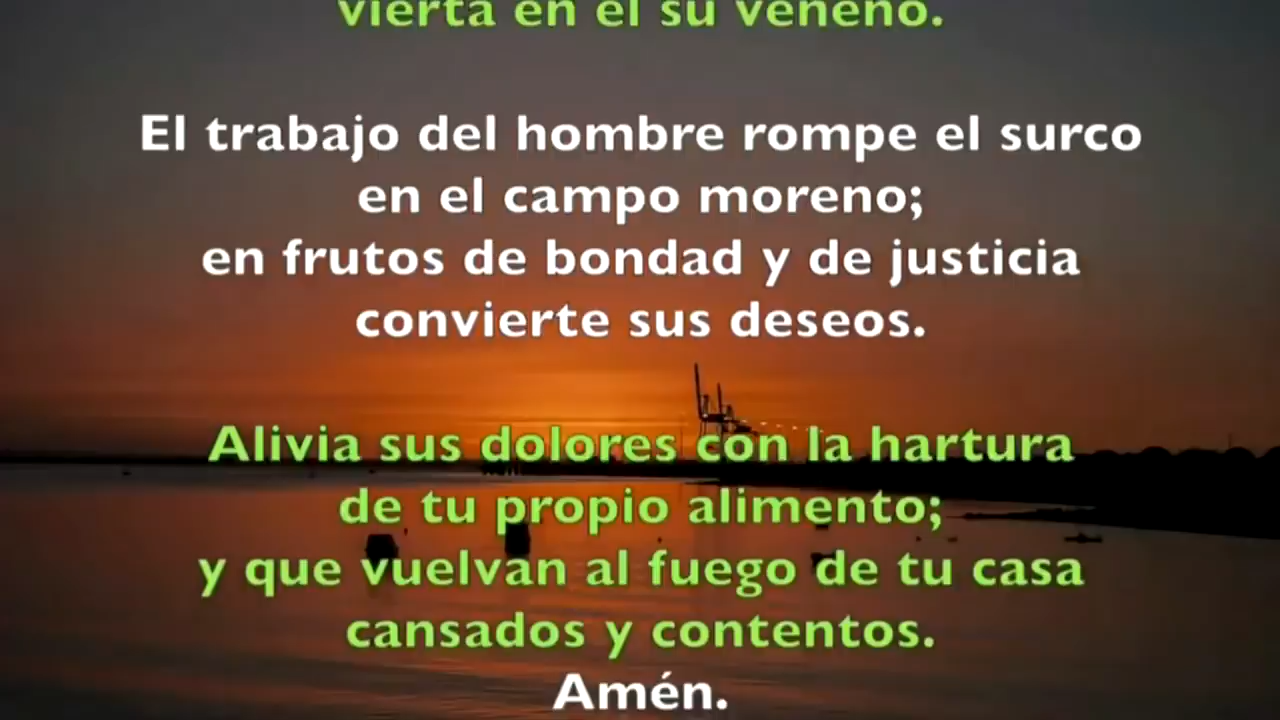 vierta en él su veneno.
El trabajo del hombre rompe el surco
en el campo moreno;
en frutos de bondad y de justicia
convierte sus deseos.
Alivia sus dolores con la hartura
de tu propio alimento;
y que vuelvan al fuego de tu casa
cansados y contentos.
Amén.